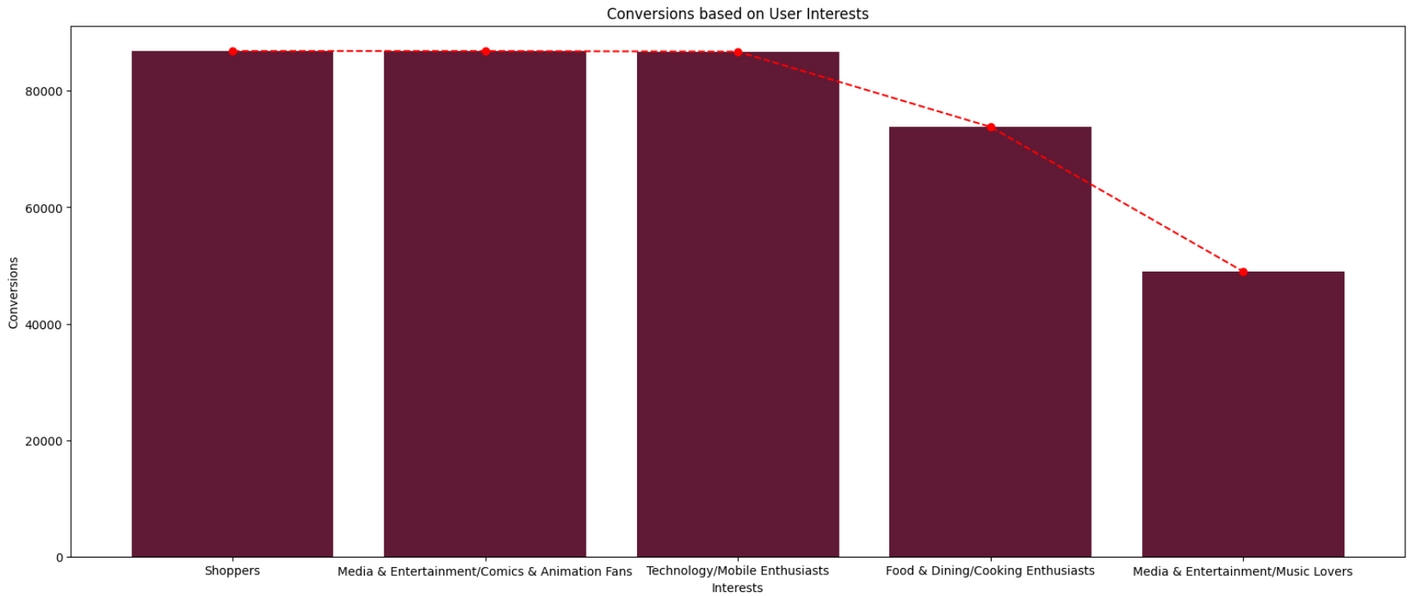 Conversions based on User Interests
Conversions
80000
60000
40000
20000
0
Shoppers
Media & Entertainment/Comics & Animation Fans
Technology/Mobile Enthusiasts
Food & Dining/Cooking Enthusiasts
Media & Entertainment/Music Lovers
Interests